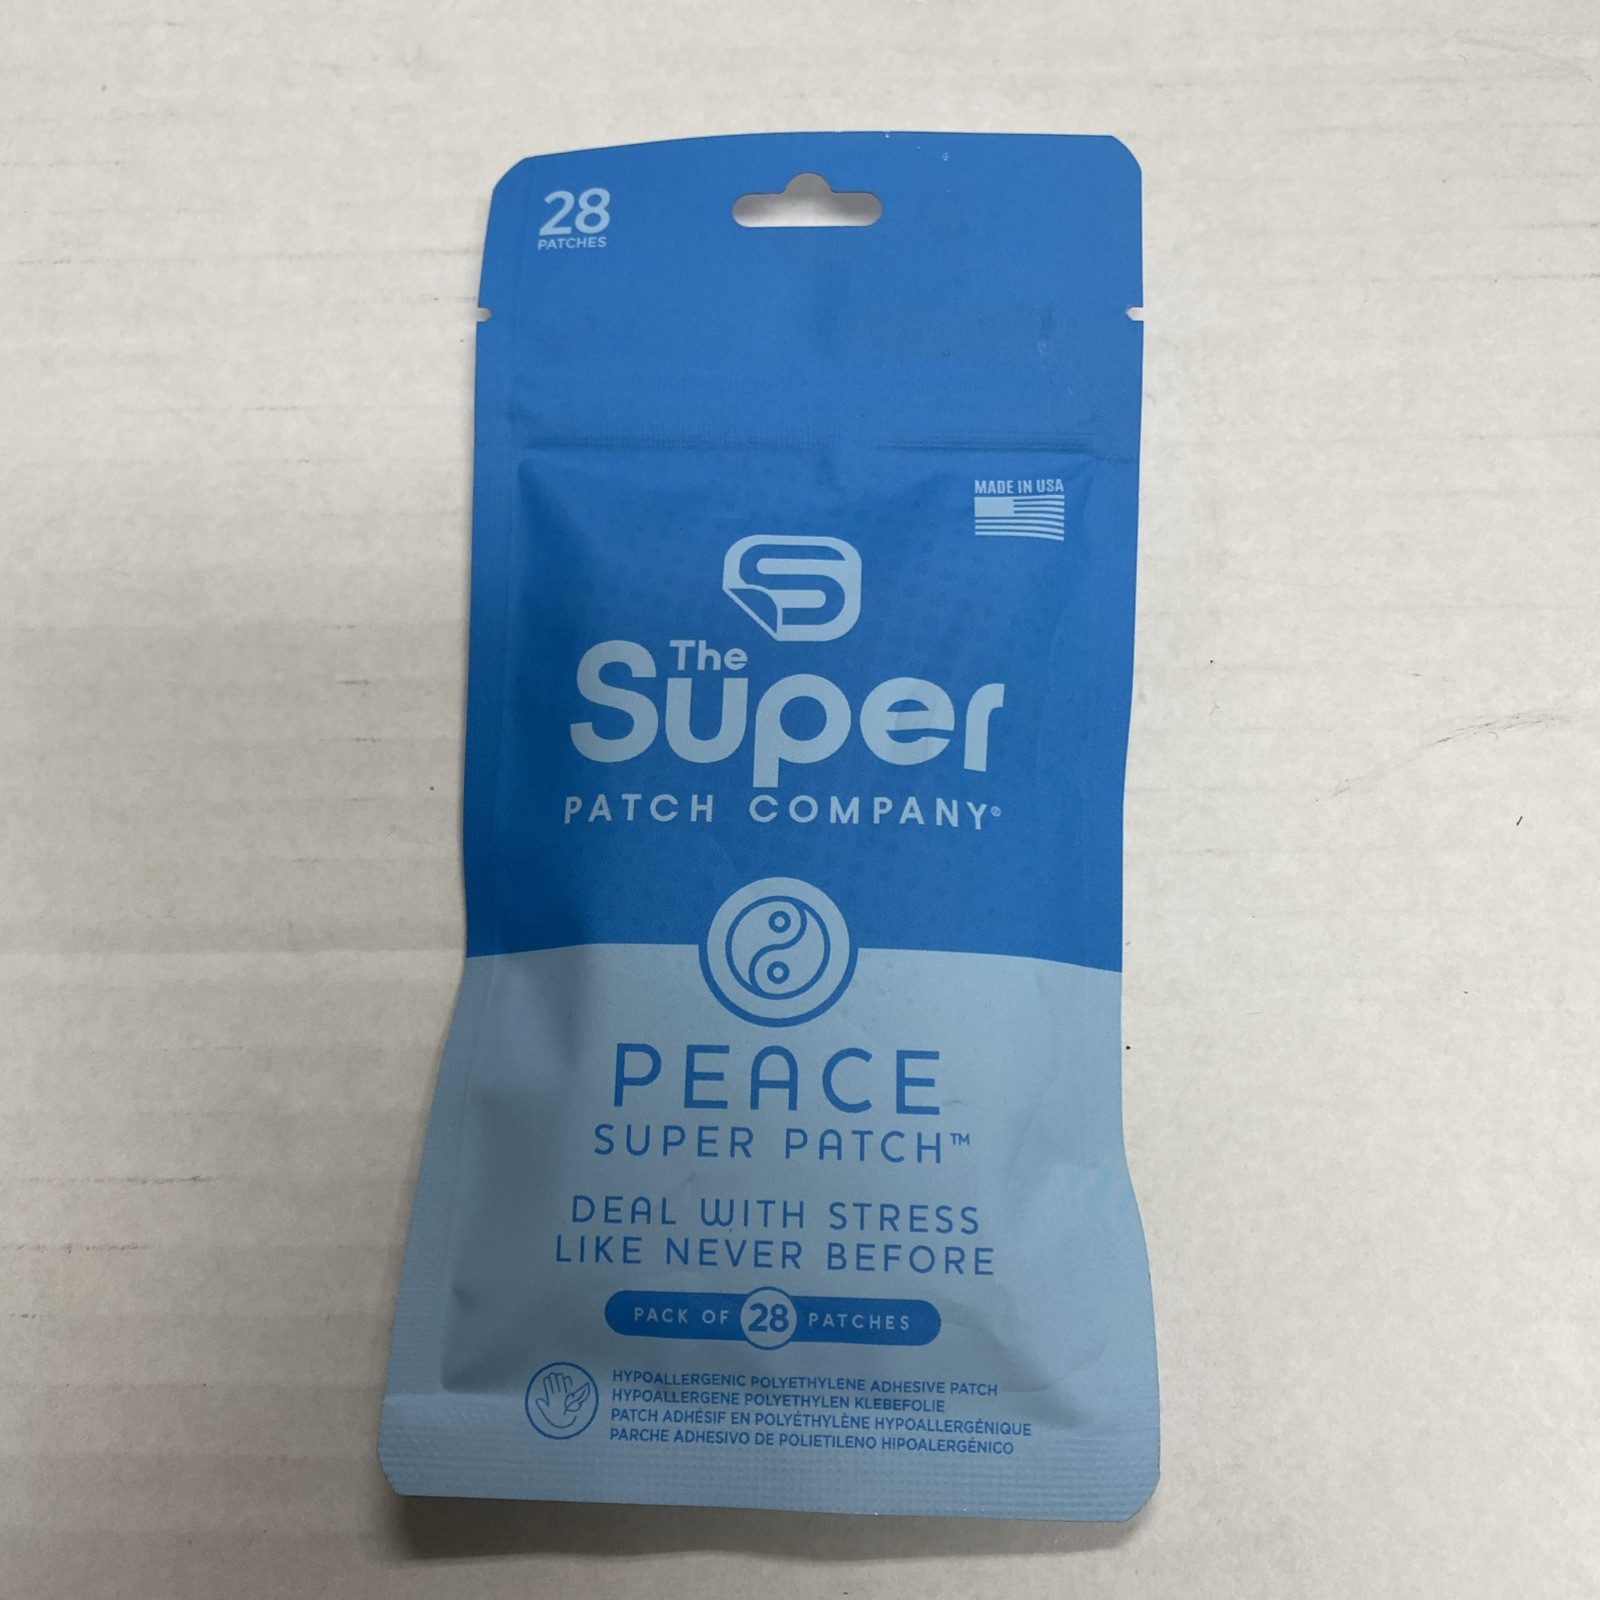 28
PATCHES
MADE IN USA
The
Super
PATCH COMPANY®
PEACE
SUPER PATCH™
DEAL WITH STRESS
LIKE NEVER BEFORE
PACK OF 28 PATCHES
HYPOALLERGENIC POLYETHYLENE ADHESIVE PATCH
HYPOALLERGENE POLYETHYLEN KLEBEFOLIE
PATCH ADHÉSIF EN POLYÉTHYLÈNE HYPOALLERGÉNIQUE
PARCHE ADHESIVO DE POLIETILENO HIPOALERGÉNICO